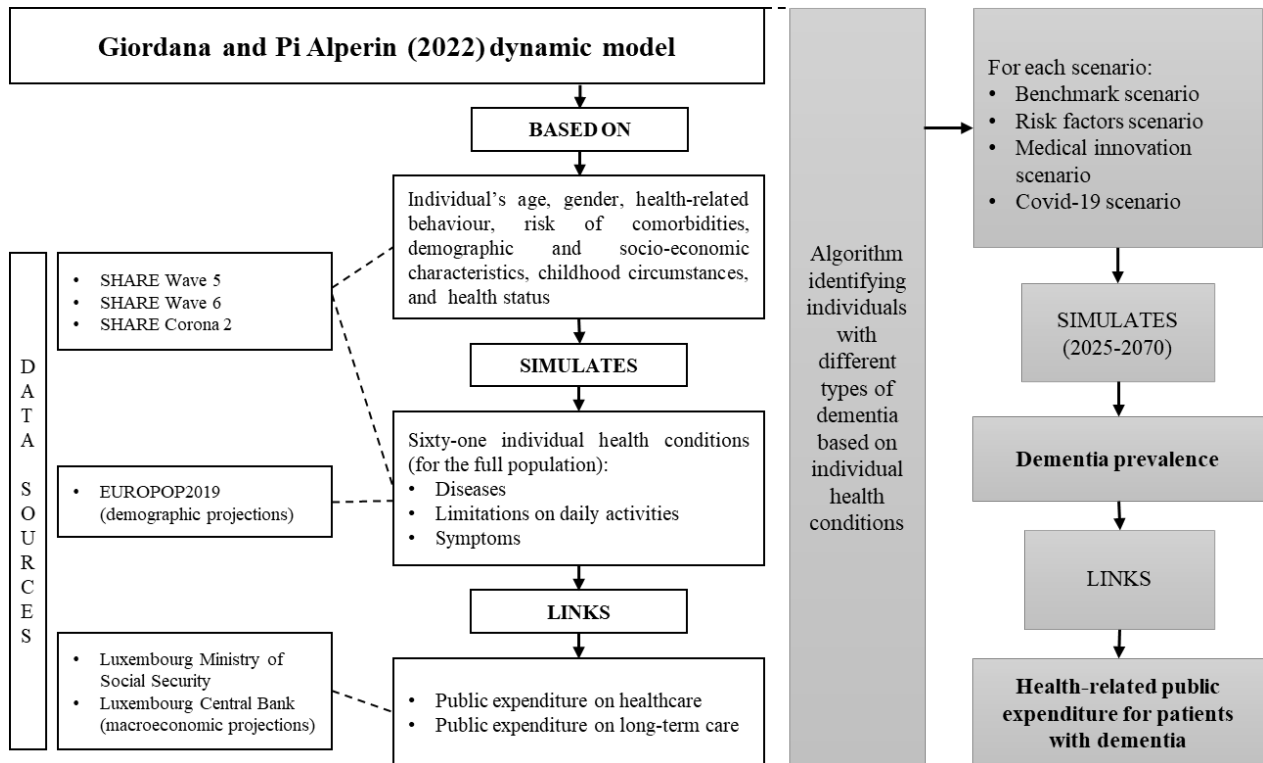 Giordana and Pi Alperin (2022) dynamic model
BASED ON
Individual’s age, gender, health-related
behaviour, risk of comorbidities,
demographic and socio-economic
characteristics, childhood circumstances,
and health status
SIMULATES
Sixty-one individual health conditions
(for the full population):
• Diseases
• Limitations on daily activities
• Symptoms
LINKS
• Public expenditure on healthcare
• Public expenditure on long-term care
DATA SOURCES
• SHARE Wave 5
• SHARE Wave 6
• SHARE Corona 2
• EUROPOP2019
(demographic projections)
• Luxembourg Ministry of
Social Security
• Luxembourg Central Bank
(macroeconomic projections)
Algorithm
identifying
individuals
with
different
types of
dementia
based on
individual
health
conditions
For each scenario:
• Benchmark scenario
• Risk factors scenario
• Medical innovation
scenario
• Covid-19 scenario
SIMULATES
(2025-2070)
Dementia prevalence
LINKS
Health-related public
expenditure for patients
with dementia